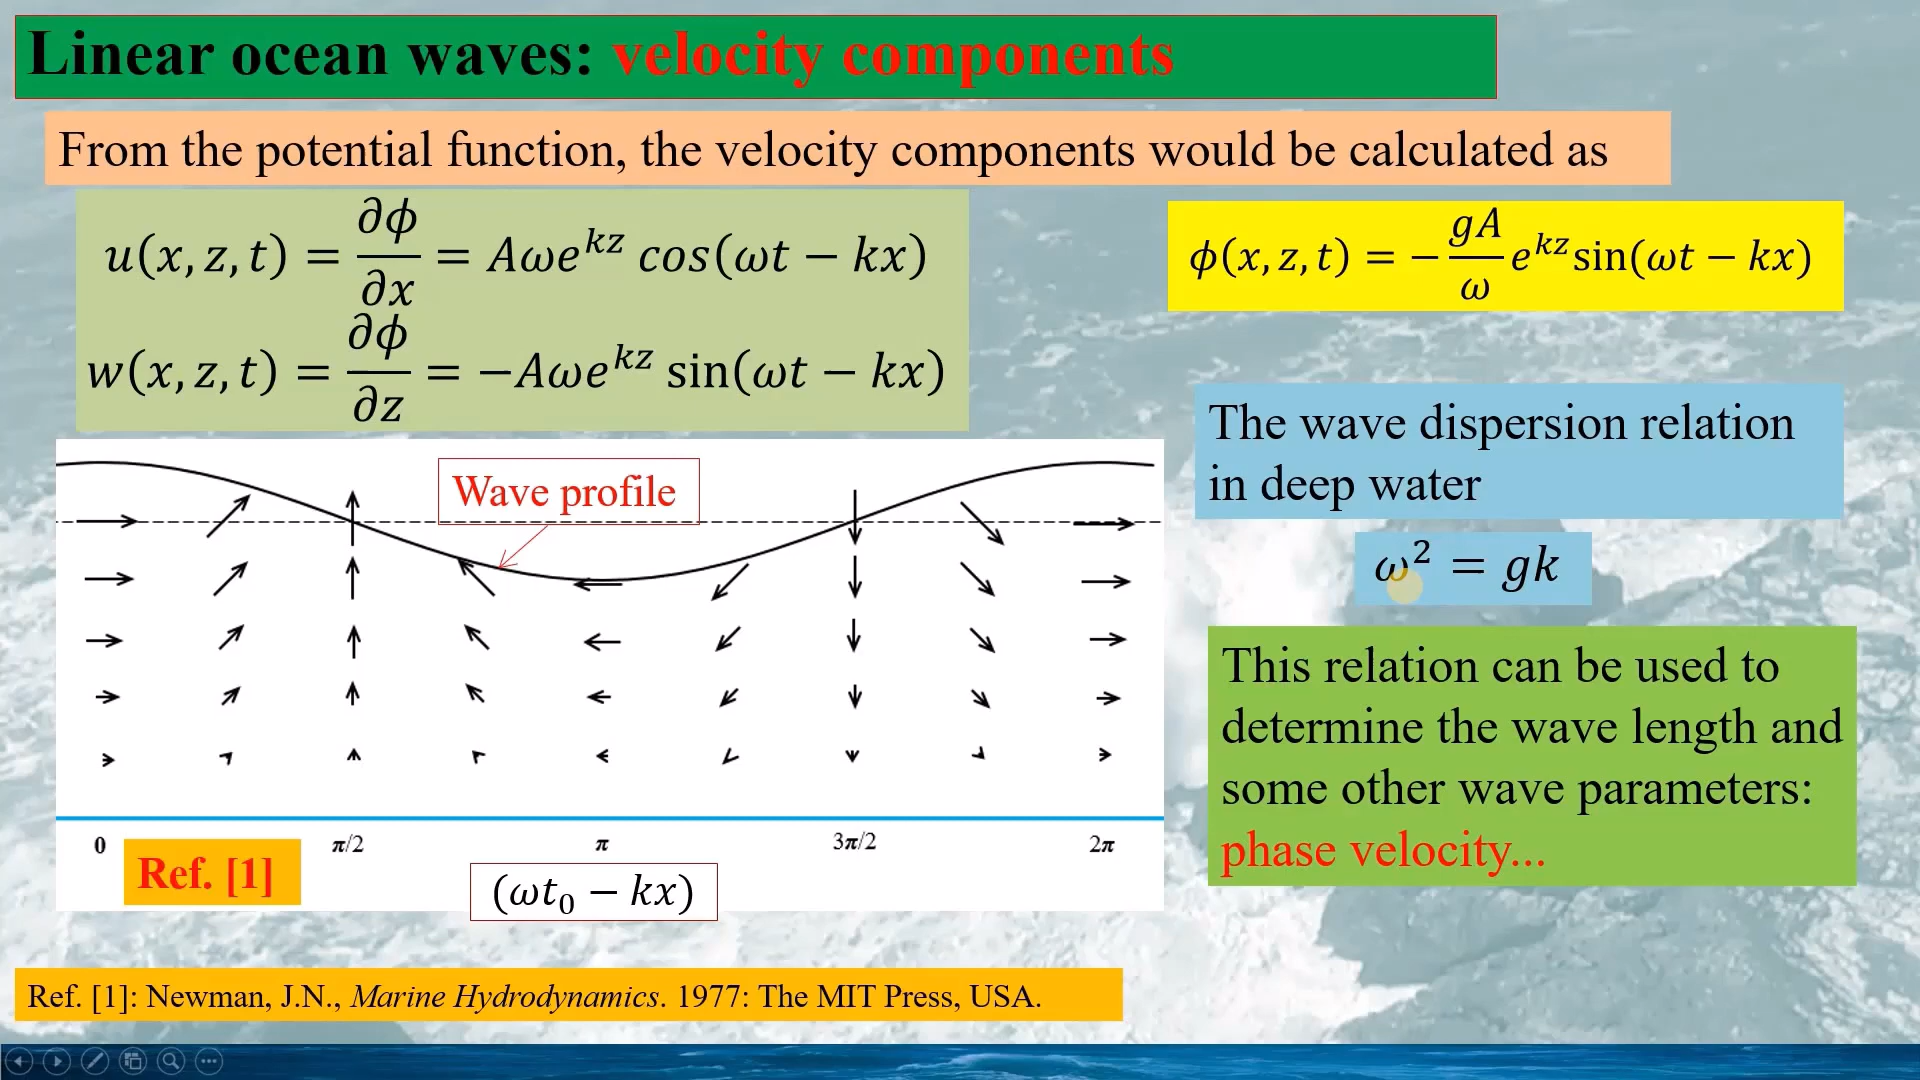 Linear ocean waves: velocity components
From the potential function, the velocity components would be calculated as
u(x, z, t) = ∂ϕ/∂x = Aωe^{kz} cos(ωt − kx)
w(x, z, t) = ∂ϕ/∂z = −Aωe^{kz} sin(ωt − kx)
ϕ(x, z, t) = −gA/ω e^{kz} sin(ωt − kx)
The wave dispersion relation
in deep water
ω² = gk
This relation can be used to
determine the wave length and
some other wave parameters:
phase velocity...
Wave profile
0 π/2 π 3π/2 2π
Ref. [1]
(ωt₀ − kx)
Ref. [1]: Newman, J.N., Marine Hydrodynamics. 1977: The MIT Press, USA.